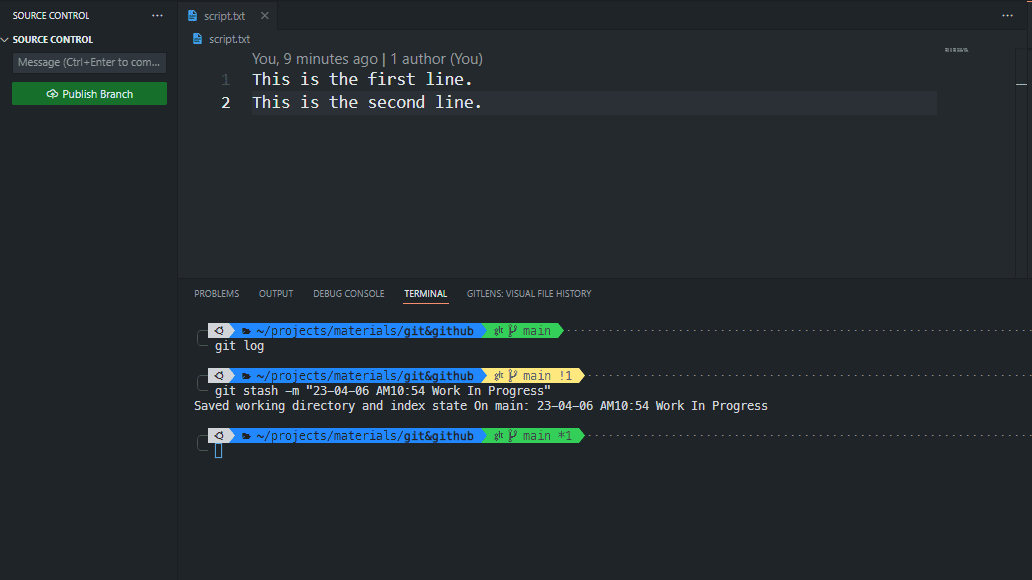 SOURCE CONTROL
SOURCE CONTROL
Message (Ctrl+Enter to com...
Publish Branch
script.txt
script.txt
You, 9 minutes ago | 1 author (You)
1 This is the first line.
2 This is the second line.
PROBLEMS OUTPUT DEBUG CONSOLE TERMINAL GITLENS: VISUAL FILE HISTORY
~/projects/materials/git&github git main
git log
~/projects/materials/git&github git main !1
git stash -m "23-04-06 AM10:54 Work In Progress"
Saved working directory and index state On main: 23-04-06 AM10:54 Work In Progress
~/projects/materials/git&github git main *1